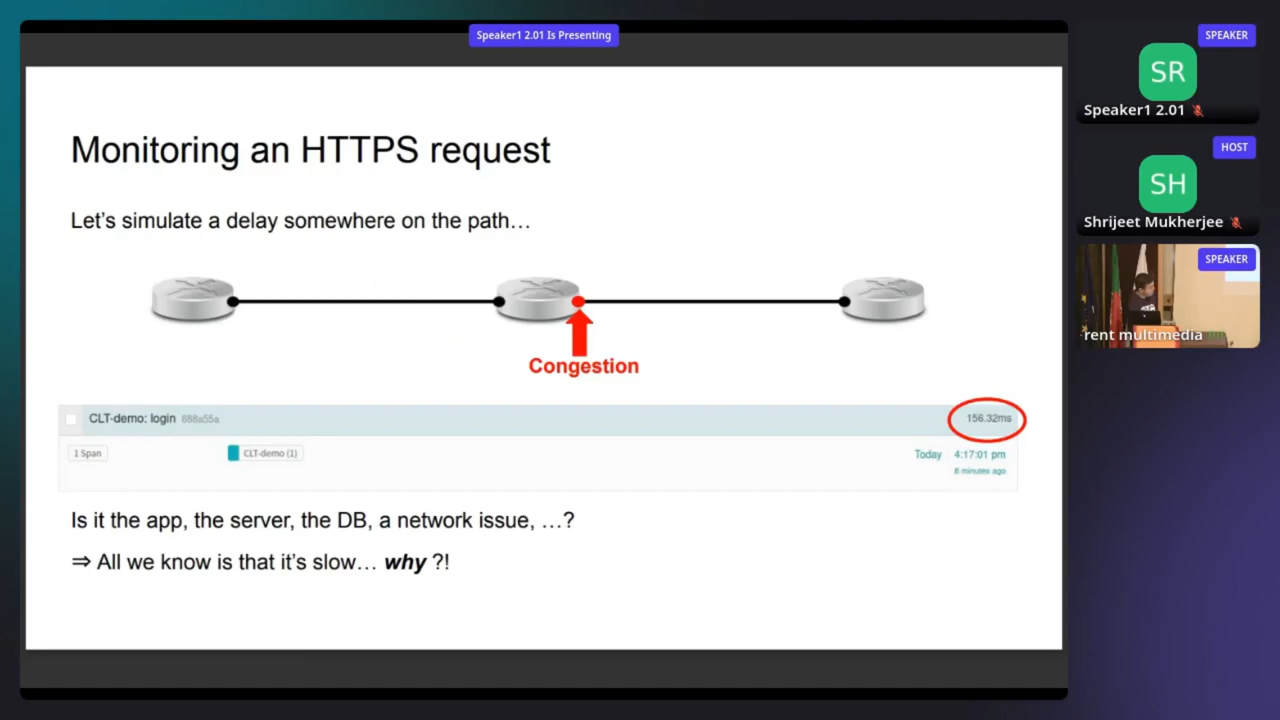 Speaker1 2.01 Is Presenting
Monitoring an HTTPS request
Let's simulate a delay somewhere on the path…
Congestion
CLT-demo: login 888a55a
156.32ms
1 Span
CLT-demo (1)
Today 4:17:01 pm
8 minutes ago
Is it the app, the server, the DB, a network issue, …?
⇒ All we know is that it's slow… why ?!
SPEAKER
SR
Speaker1 2.01
HOST
SH
Shrijeet Mukherjee
SPEAKER
rent multimedia